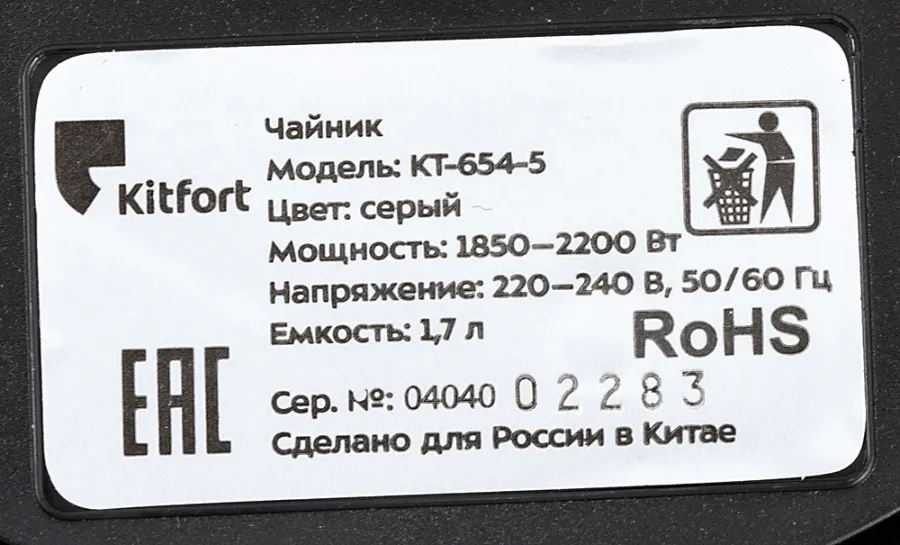 Kitfort
Чайник
Модель: КТ-654-5
Цвет: серый
Мощность: 1850–2200 Вт
Напряжение: 220–240 В, 50/60 Гц
Емкость: 1,7 л
RoHS
EAC
Сер. №: 04040 02283
Сделано для России в Китае